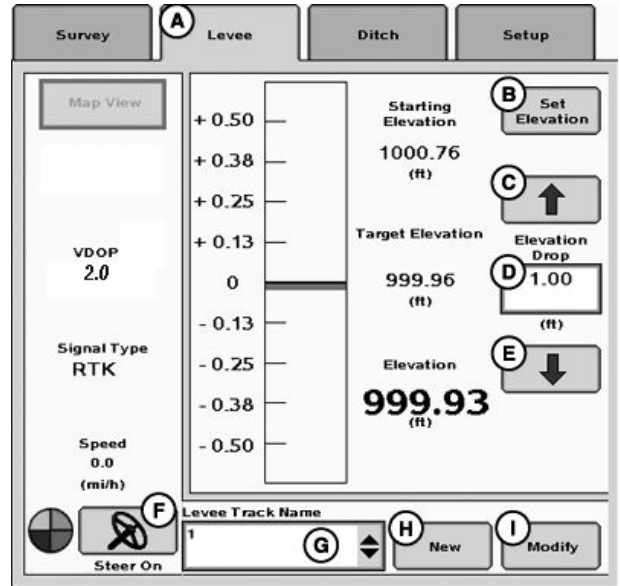 Survey
A
Levee
Ditch
Setup
Map View
VDOP
2.0
Signal Type
RTK
Speed
0.0
(mi/h)
F
Steer On
+ 0.50
+ 0.38
+ 0.25
+ 0.13
0
- 0.13
- 0.25
- 0.38
- 0.50
Starting
Elevation
1000.76
(ft)
Target Elevation
999.96
(ft)
Elevation
999.93
(ft)
B
Set
Elevation
C
Elevation
Drop
D
1.00
(ft)
E
Levee Track Name
1
G
H
New
I
Modify